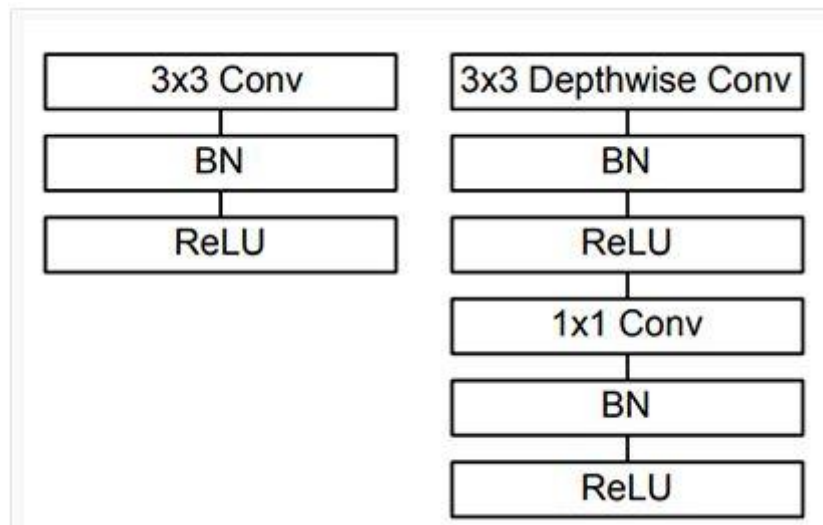 3x3 Conv
BN
ReLU
3x3 Depthwise Conv
BN
ReLU
1x1 Conv
BN
ReLU